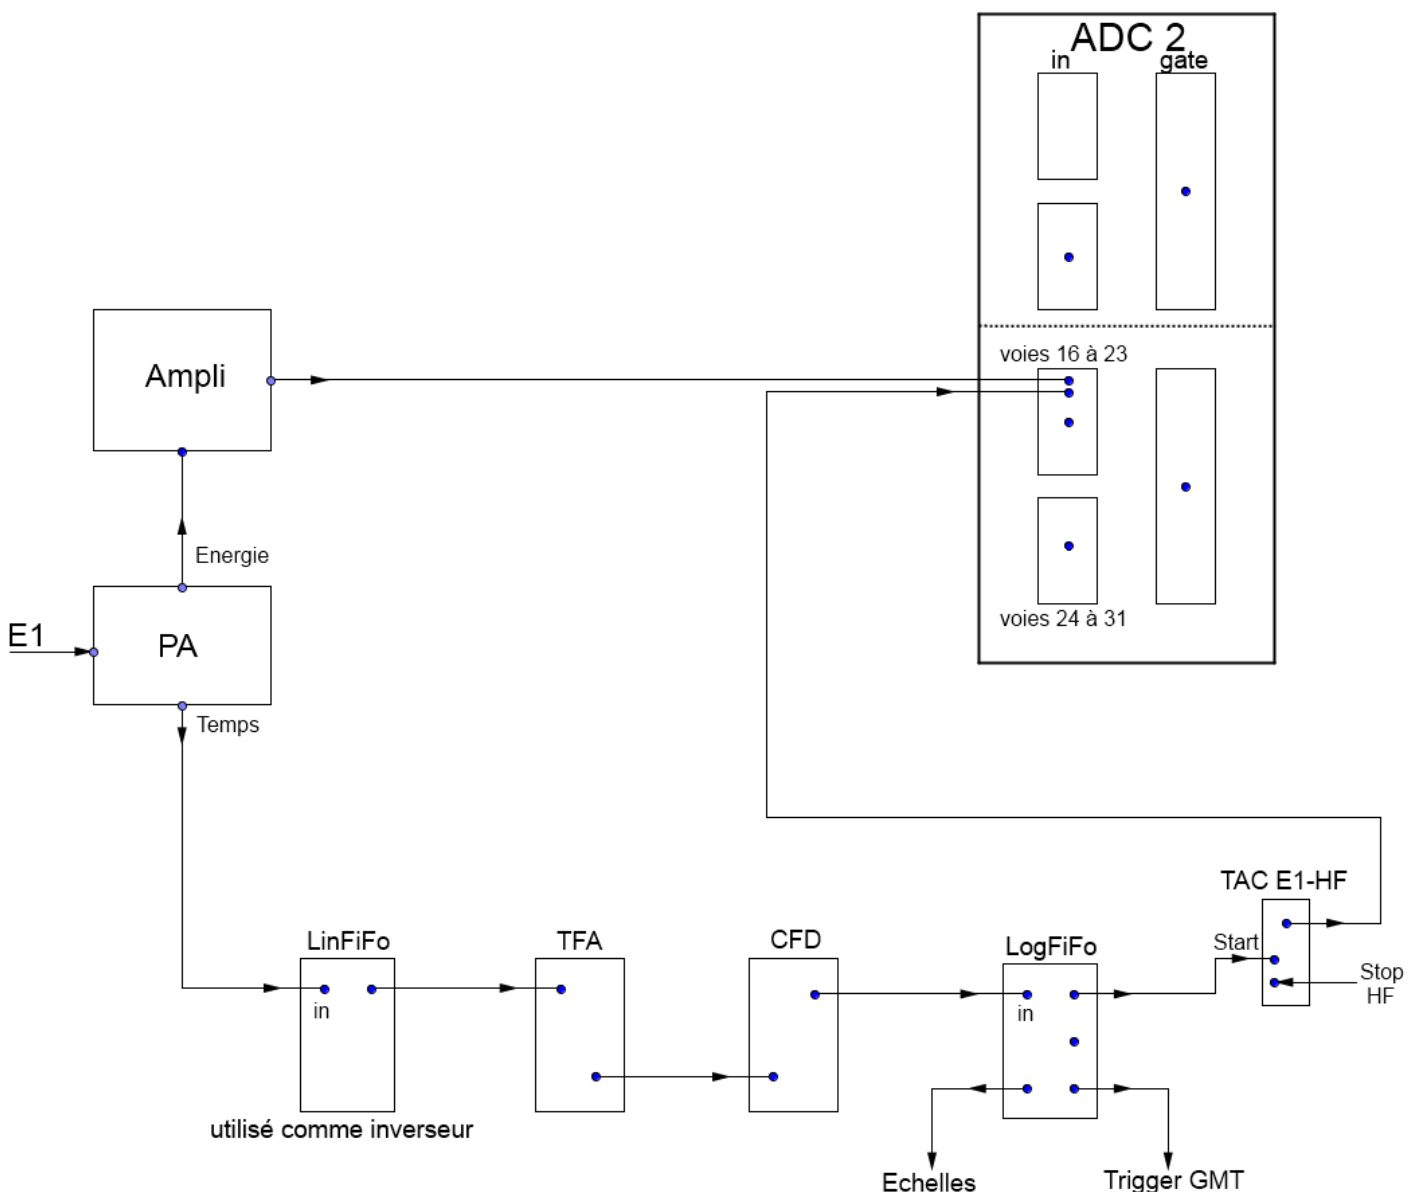 ADC 2
in
gate
voies 16 à 23
Ampli
Energie
voies 24 à 31
E1
PA
Temps
TAC E1-HF
LinFiFo
TFA
CFD
LogFiFo
Start
Stop
HF
in
in
utilisé comme inverseur
Echelles
Trigger GMT